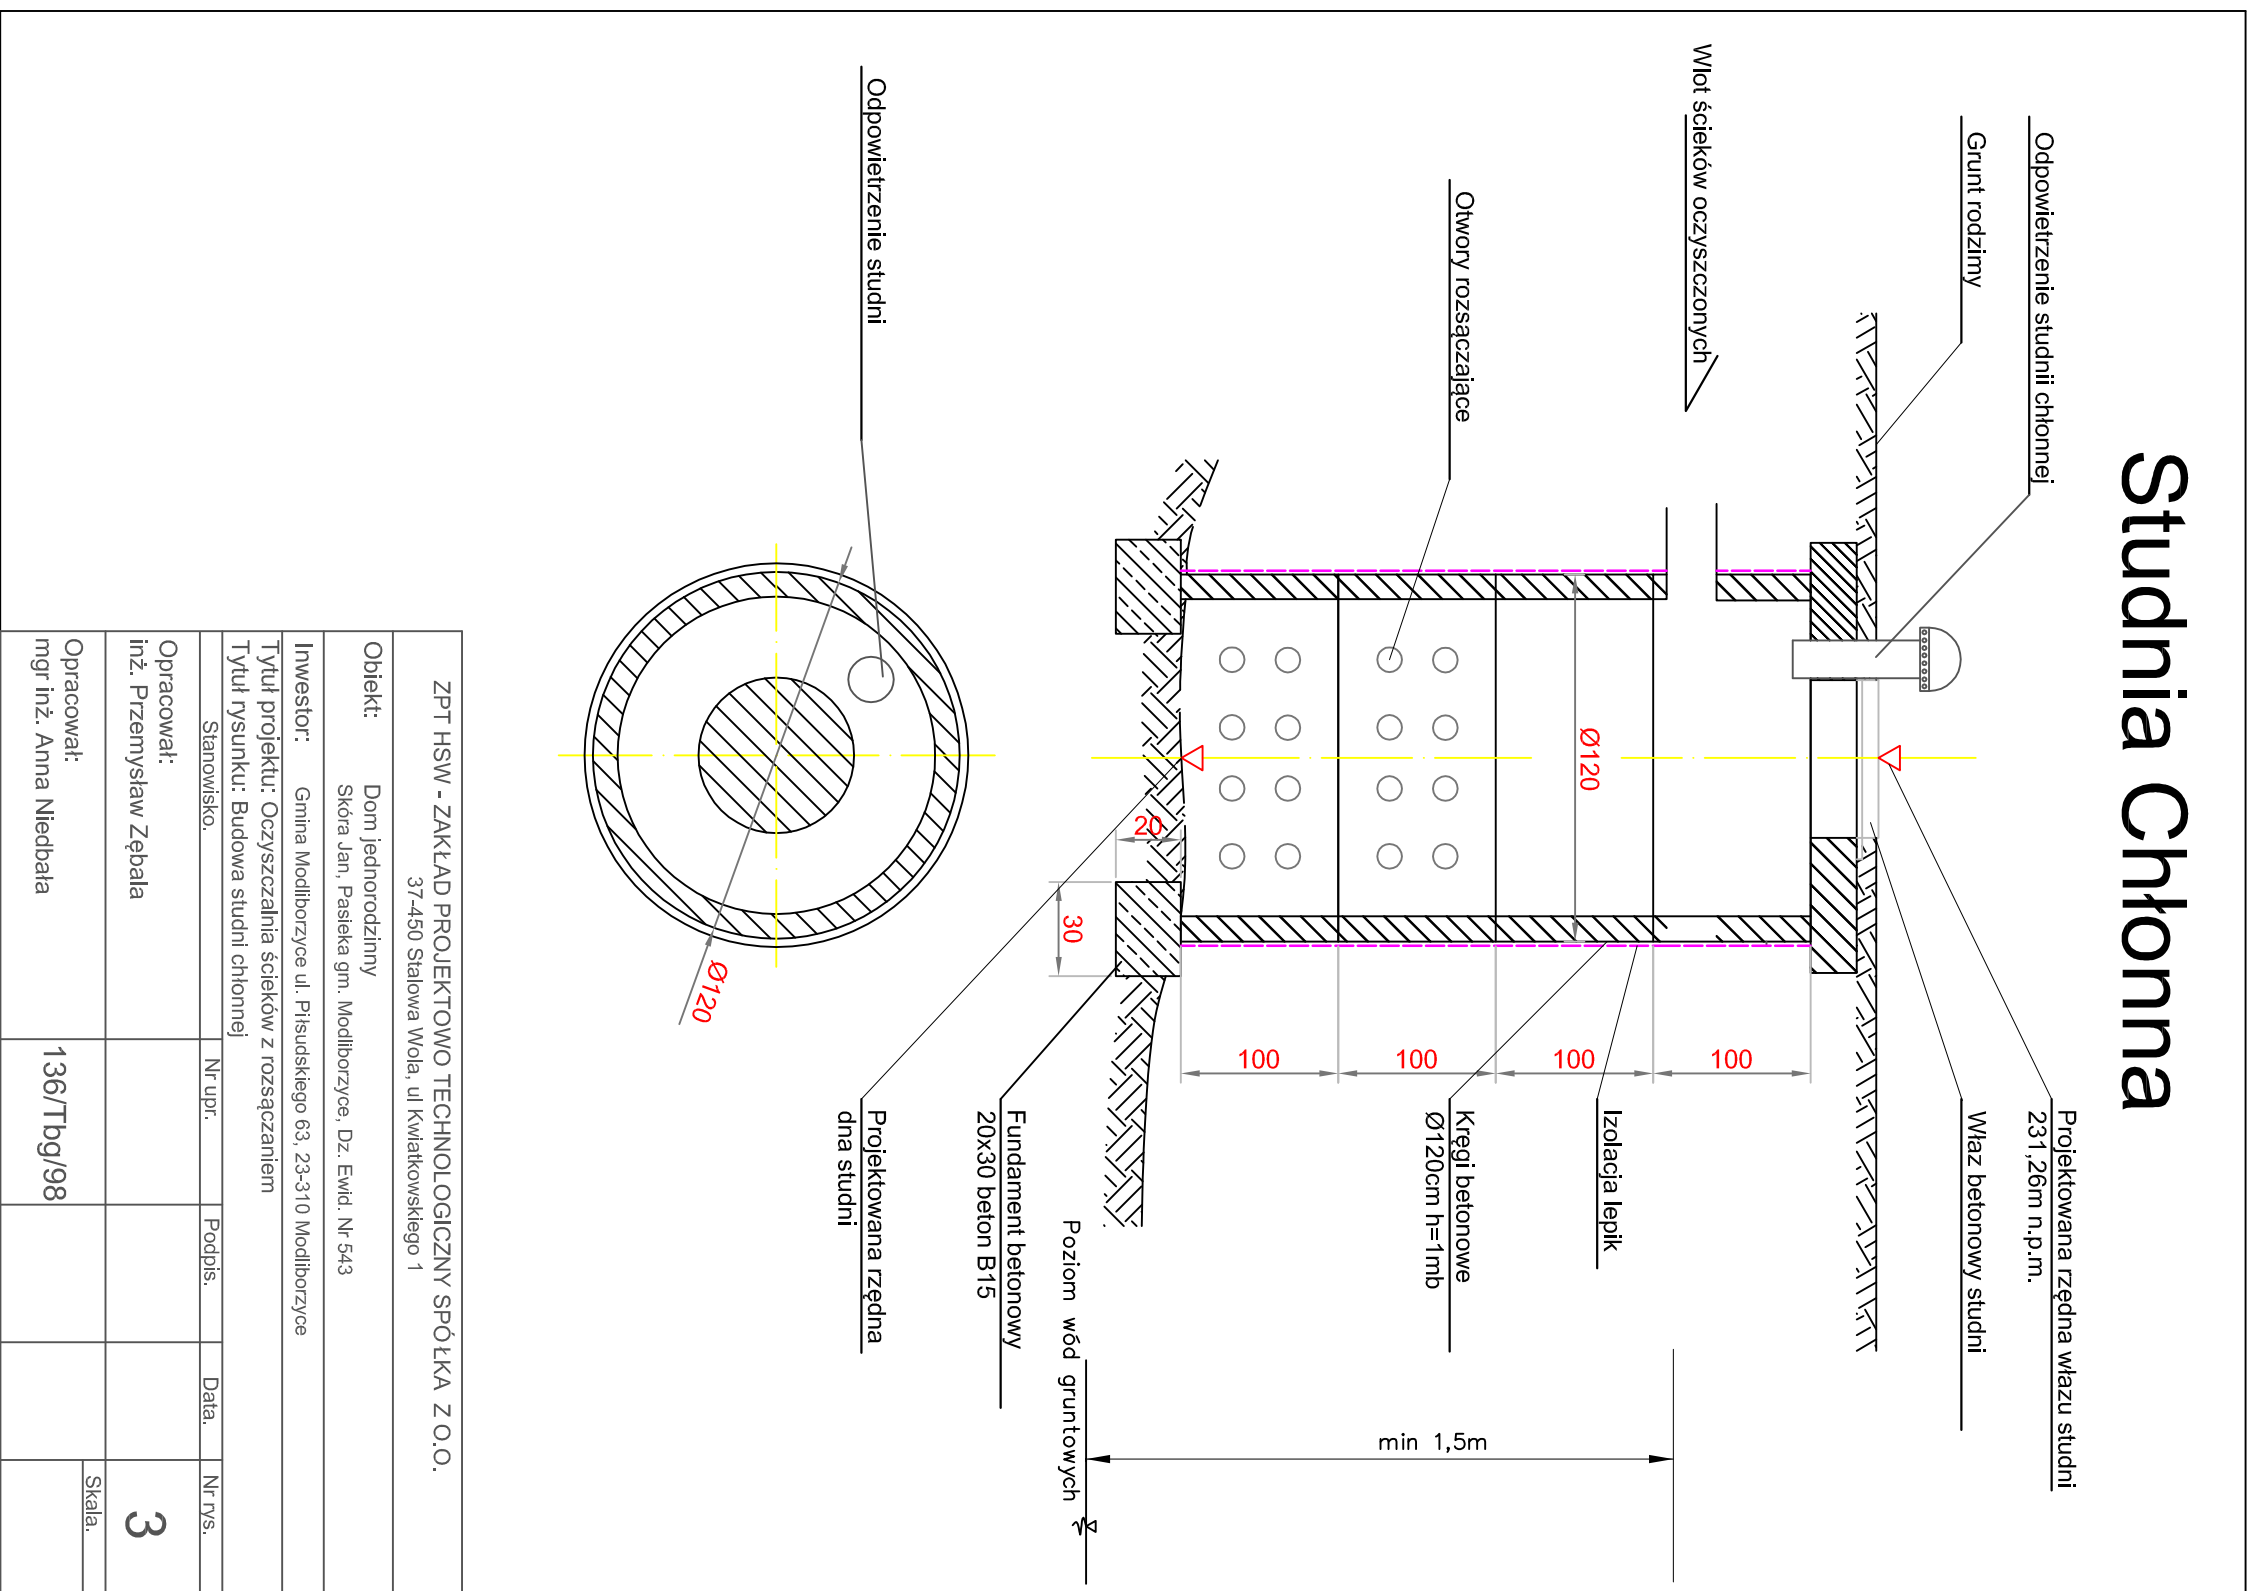 Studnia Chłonna
Odpowietrzenie studnii chłonnej
Grunt rodzimy
Wlot ścieków oczyszczonych
Otwory rozsączające
Odpowietrzenie studni
Projektowana rzędna włazu studni
231,26m n.p.m.
Właz betonowy studni
Izolacja lepik
Kręgi betonowe
Ø120cm h=1mb
Fundament betonowy
20x30 beton B15
Projektowana rzędna
dna studni
Poziom wód gruntowych
min 1,5m
Ø120
100
100
100
100
20
30
Ø120
ZPT HSW - ZAKŁAD PROJEKTOWO TECHNOLOGICZNY SPÓŁKA Z O.O.
37-450 Stalowa Wola, ul Kwiatkowskiego 1
Obiekt: Dom jednorodzinny
Skóra Jan, Pasieka gm. Modliborzyce, Dz. Ewid. Nr 543
Inwestor: Gmina Modliborzyce ul. Piłsudskiego 63, 23-310 Modliborzyce
Tytuł projektu: Oczyszczalnia ścieków z rozsączaniem
Tytuł rysunku: Budowa studni chłonnej
Stanowisko. Nr upr. Podpis. Data. Nr rys.
Opracował:
inż. Przemysław Zębala
3
Opracował:
mgr inż. Anna Niedbała
136/Tbg/98
Skala.